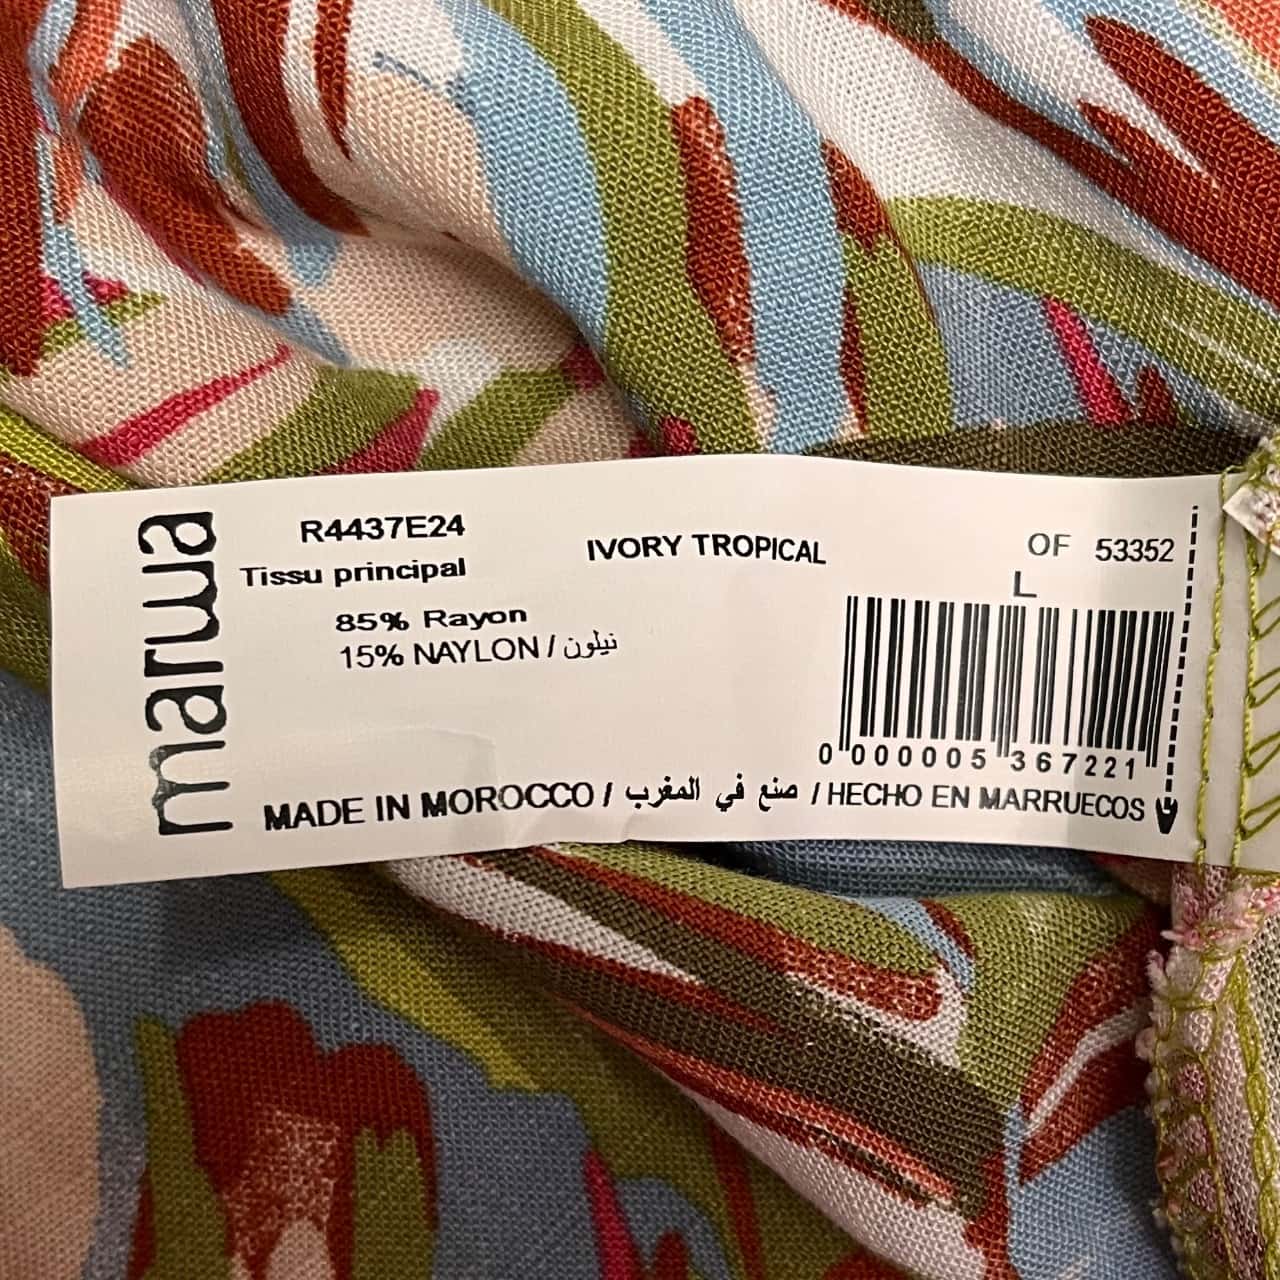 marwa
R4437E24
Tissu principal
85% Rayon
15% NAYLON / نيلون
IVORY TROPICAL
OF 53352
L
0 000005 367221
MADE IN MOROCCO / صنع في المغرب / HECHO EN MARRUECOS